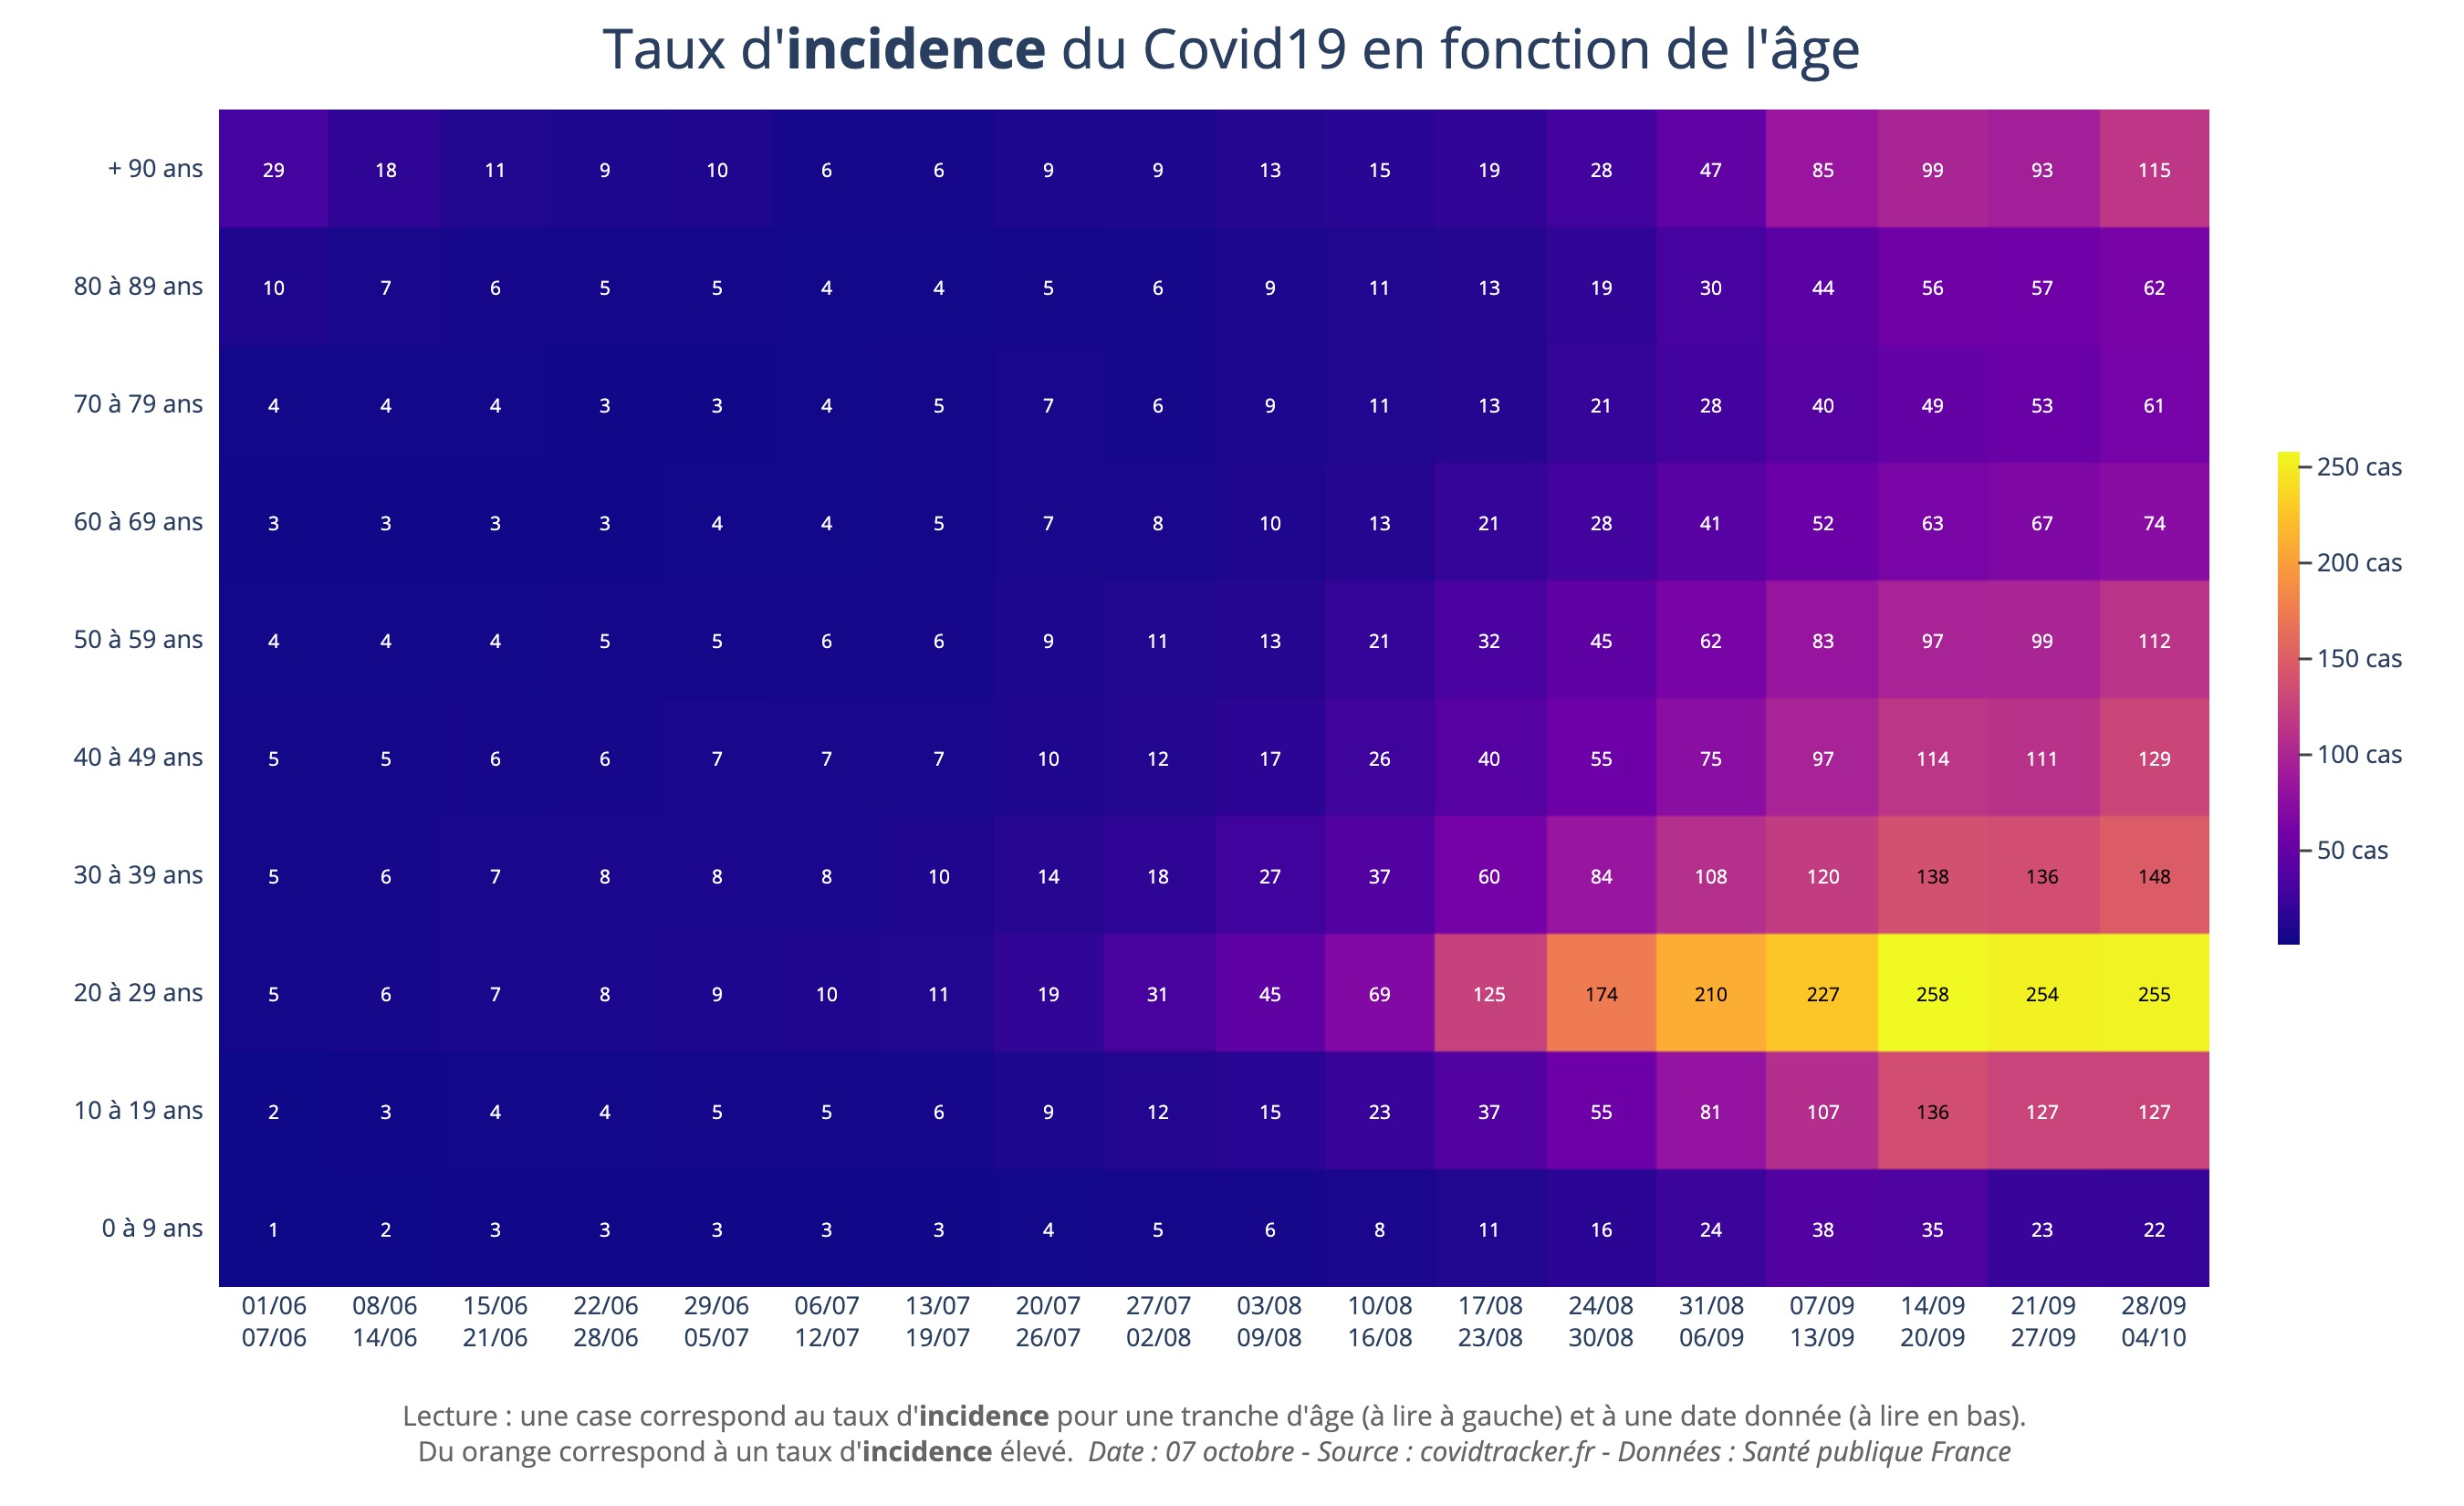 Taux d'incidence du Covid19 en fonction de l'âge
+ 90 ans 29 18 11 9 10 6 6 9 9 13 15 19 28 47 85 99 93 115
80 à 89 ans 10 7 6 5 5 4 4 5 6 9 11 13 19 30 44 56 57 62
70 à 79 ans 4 4 4 3 3 4 5 7 6 9 11 13 21 28 40 49 53 61
60 à 69 ans 3 3 3 3 4 4 5 7 8 10 13 21 28 41 52 63 67 74
50 à 59 ans 4 4 4 5 5 6 6 9 11 13 21 32 45 62 83 97 99 112
40 à 49 ans 5 5 6 6 7 7 7 10 12 17 26 40 55 75 97 114 111 129
30 à 39 ans 5 6 7 8 8 8 10 14 18 27 37 60 84 108 120 138 136 148
20 à 29 ans 5 6 7 8 9 10 11 19 31 45 69 125 174 210 227 258 254 255
10 à 19 ans 2 3 4 4 5 5 6 9 12 15 23 37 55 81 107 136 127 127
0 à 9 ans 1 2 3 3 3 3 3 4 5 6 8 11 16 24 38 35 23 22
01/06 08/06 15/06 22/06 29/06 06/07 13/07 20/07 27/07 03/08 10/08 17/08 24/08 31/08 07/09 14/09 21/09 28/09
07/06 14/06 21/06 28/06 05/07 12/07 19/07 26/07 02/08 09/08 16/08 23/08 30/08 06/09 13/09 20/09 27/09 04/10
250 cas
200 cas
150 cas
100 cas
50 cas
Lecture : une case correspond au taux d'incidence pour une tranche d'âge (à lire à gauche) et à une date donnée (à lire en bas).
Du orange correspond à un taux d'incidence élevé. Date : 07 octobre - Source : covidtracker.fr - Données : Santé publique France